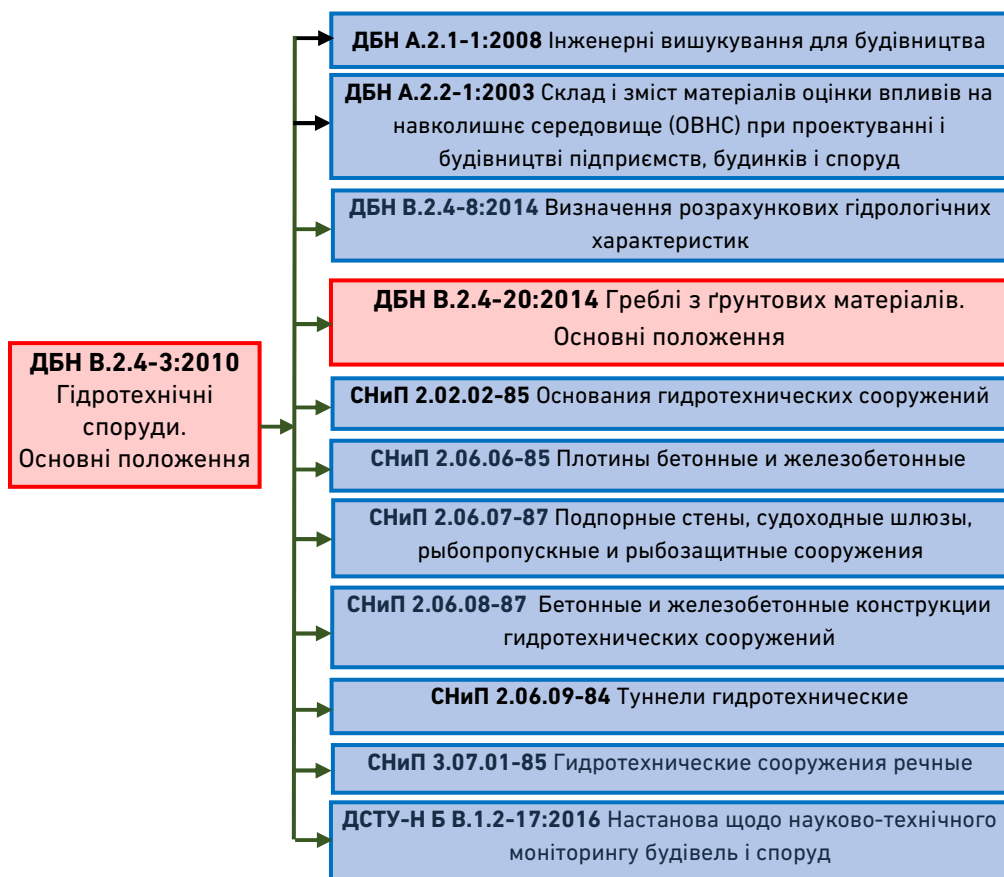 ДБН В.2.4-3:2010
Гідротехнічні
споруди.
Основні положення
ДБН А.2.1-1:2008 Інженерні вишукування для будівництва
ДБН А.2.2-1:2003 Склад і зміст матеріалів оцінки впливів на
навколишнє середовище (ОВНС) при проектуванні і
будівництві підприємств, будинків і споруд
ДБН В.2.4-8:2014 Визначення розрахункових гідрологічних
характеристик
ДБН В.2.4-20:2014 Греблі з ґрунтових матеріалів.
Основні положення
СНиП 2.02.02-85 Основания гидротехнических сооружений
СНиП 2.06.06-85 Плотины бетонные и железобетонные
СНиП 2.06.07-87 Подпорные стены, судоходные шлюзы,
рыбопропускные и рыбозащитные сооружения
СНиП 2.06.08-87 Бетонные и железобетонные конструкции
гидротехнических сооружений
СНиП 2.06.09-84 Туннели гидротехнические
СНиП 3.07.01-85 Гидротехнические сооружения речные
ДСТУ-Н Б В.1.2-17:2016 Настанова щодо науково-технічного
моніторингу будівель і споруд